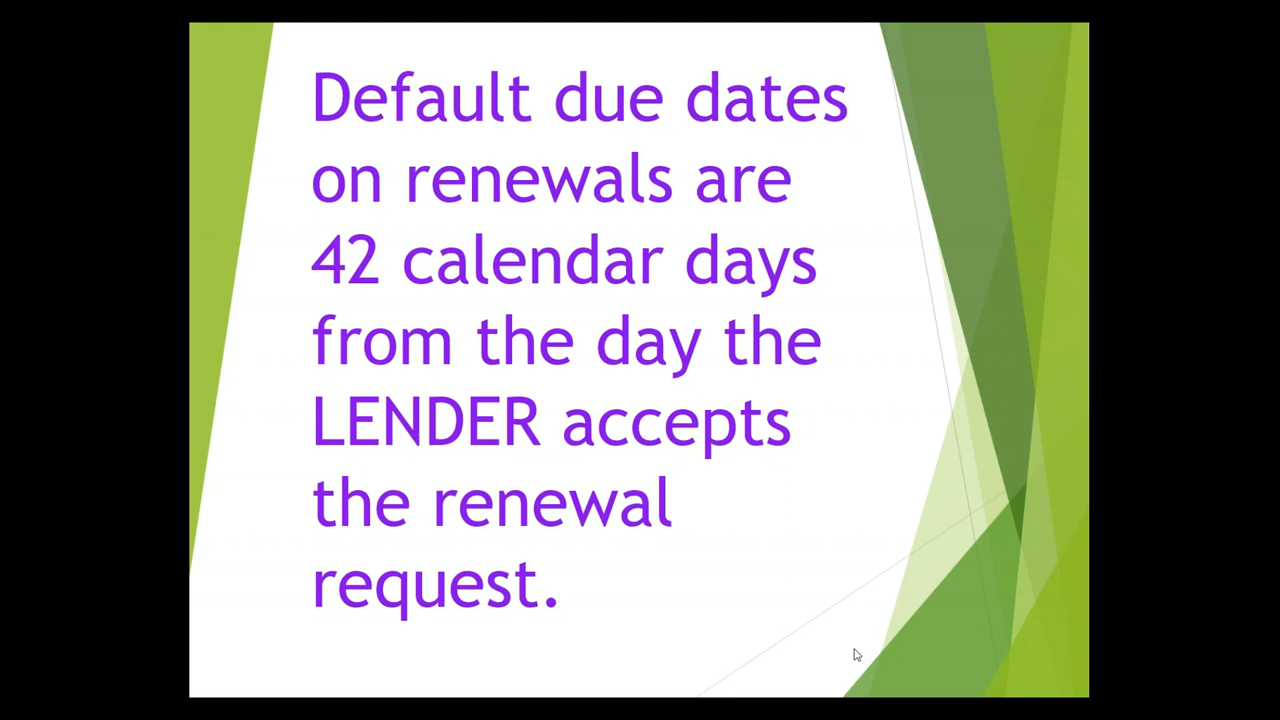 Default due dates
on renewals are
42 calendar days
from the day the
LENDER accepts
the renewal
request.